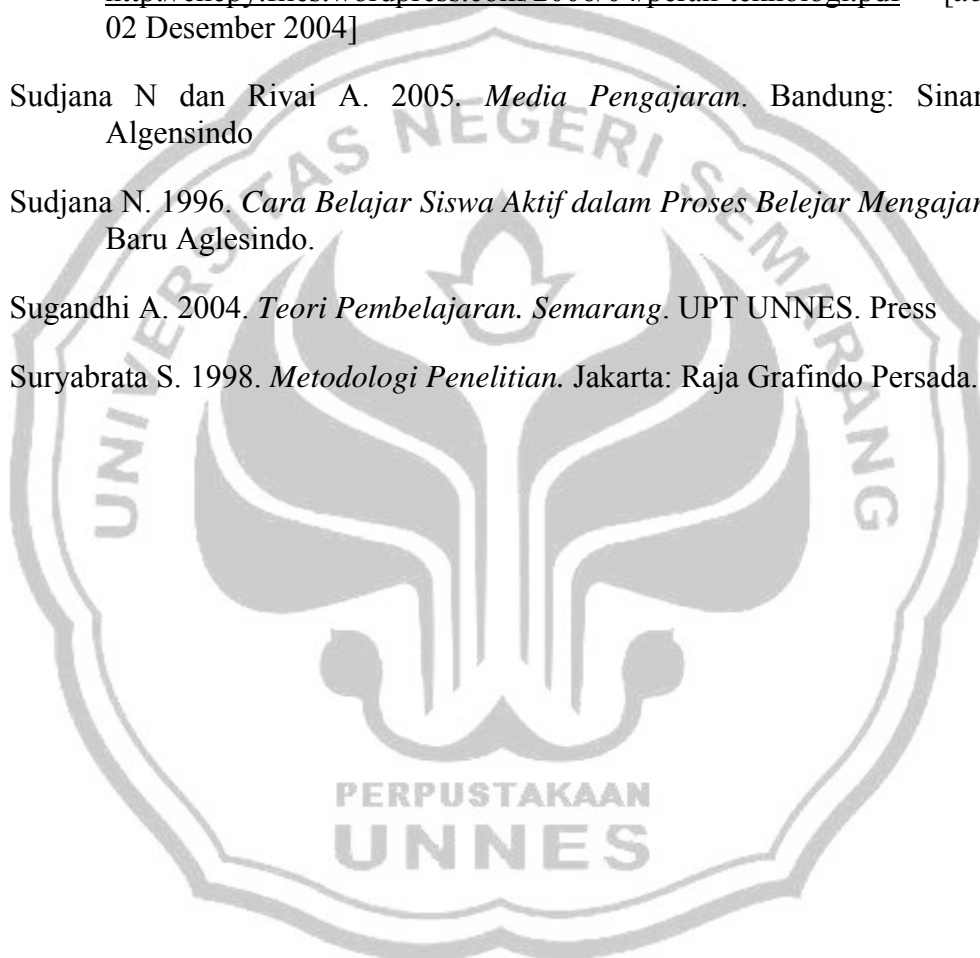 02 Desember 2004]
Sudjana N dan Rivai A. 2005. Media Pengajaran. Bandung: Sinar
Algensindo
Sudjana N. 1996. Cara Belajar Siswa Aktif dalam Proses Belejar Mengajar
Baru Aglesindo.
Sugandhi A. 2004. Teori Pembelajaran. Semarang. UPT UNNES. Press
Suryabrata S. 1998. Metodologi Penelitian. Jakarta: Raja Grafindo Persada.
UNIVERSITAS NEGERI SEMARANG
PERPUSTAKAAN
UNNES